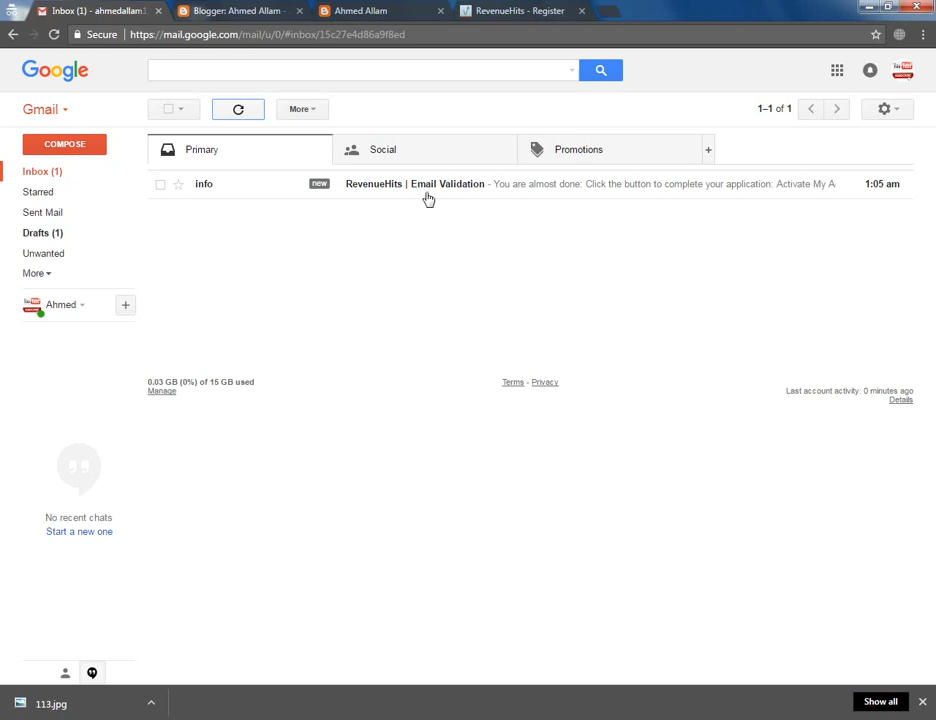 Inbox (1) - ahmedallam1
Blogger: Ahmed Allam -
Ahmed Allam
RevenueHits - Register
Secure
https://mail.google.com/mail/u/0/#inbox/15c27e4d86a9f8ed
Google
Gmail
More
1–1 of 1
COMPOSE
Primary
Social
Promotions
+
Inbox (1)
info
new
RevenueHits | Email Validation - You are almost done: Click the button to complete your application: Activate My A
1:05 am
Starred
Sent Mail
Drafts (1)
Unwanted
More
Ahmed
+
0.03 GB (0%) of 15 GB used
Manage
Terms - Privacy
Last account activity: 0 minutes ago
Details
No recent chats
Start a new one
113.jpg
Show all